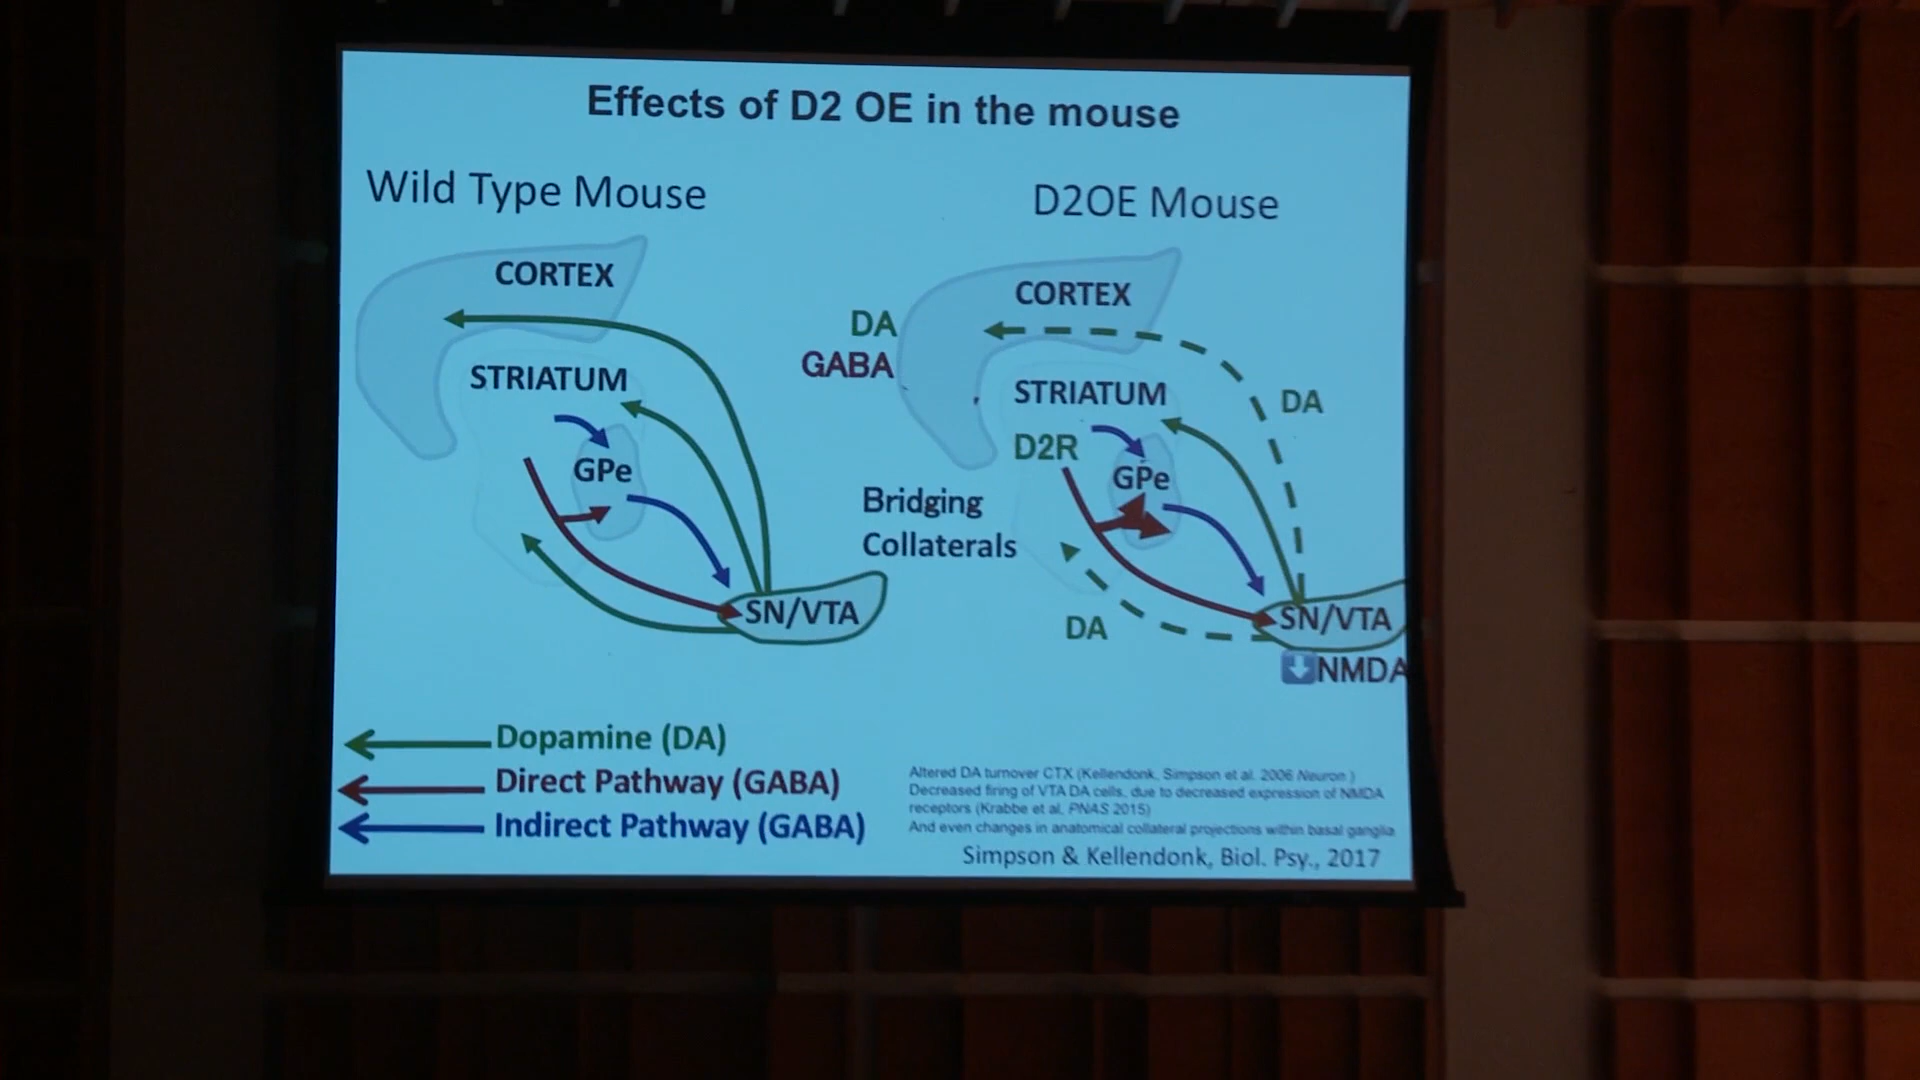 Effects of D2 OE in the mouse
Wild Type Mouse
CORTEX
STRIATUM
GPe
SN/VTA
D2OE Mouse
DA
GABA
CORTEX
DA
STRIATUM
D2R
GPe
Bridging
Collaterals
DA
SN/VTA
NMDA
Dopamine (DA)
Direct Pathway (GABA)
Indirect Pathway (GABA)
Altered DA turnover CTX (Kellendonk, Simpson et al. 2006 Neuron )
Decreased firing of VTA DA cells, due to decreased expression of NMDA
receptors (Krabbe et al, PNAS 2015)
And even changes in anatomical collateral projections within basal ganglia
Simpson & Kellendonk, Biol. Psy., 2017